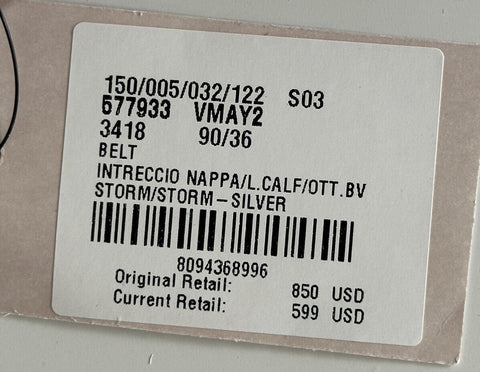 150/005/032/122 S03
577933 VMAY2
3418 90/36
BELT
INTRECCIO NAPPA/L.CALF/OTT.BV
STORM/STORM-SILVER
8094368996
Original Retail: 850 USD
Current Retail: 599 USD